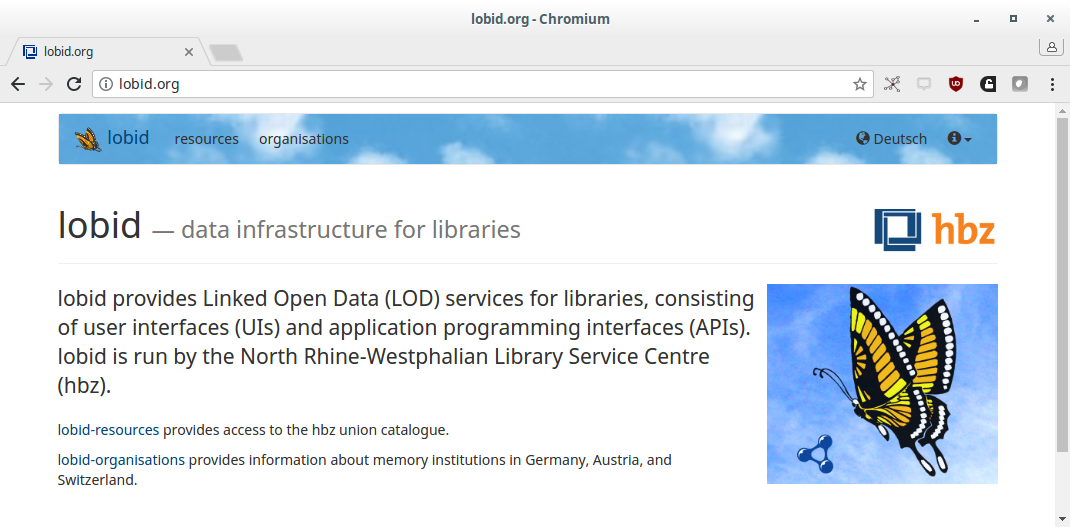 lobid.org - Chromium
lobid.org
lobid.org
lobid resources organisations Deutsch
lobid — data infrastructure for libraries
hbz
lobid provides Linked Open Data (LOD) services for libraries, consisting
of user interfaces (UIs) and application programming interfaces (APIs).
lobid is run by the North Rhine-Westphalian Library Service Centre
(hbz).
lobid-resources provides access to the hbz union catalogue.
lobid-organisations provides information about memory institutions in Germany, Austria, and
Switzerland.